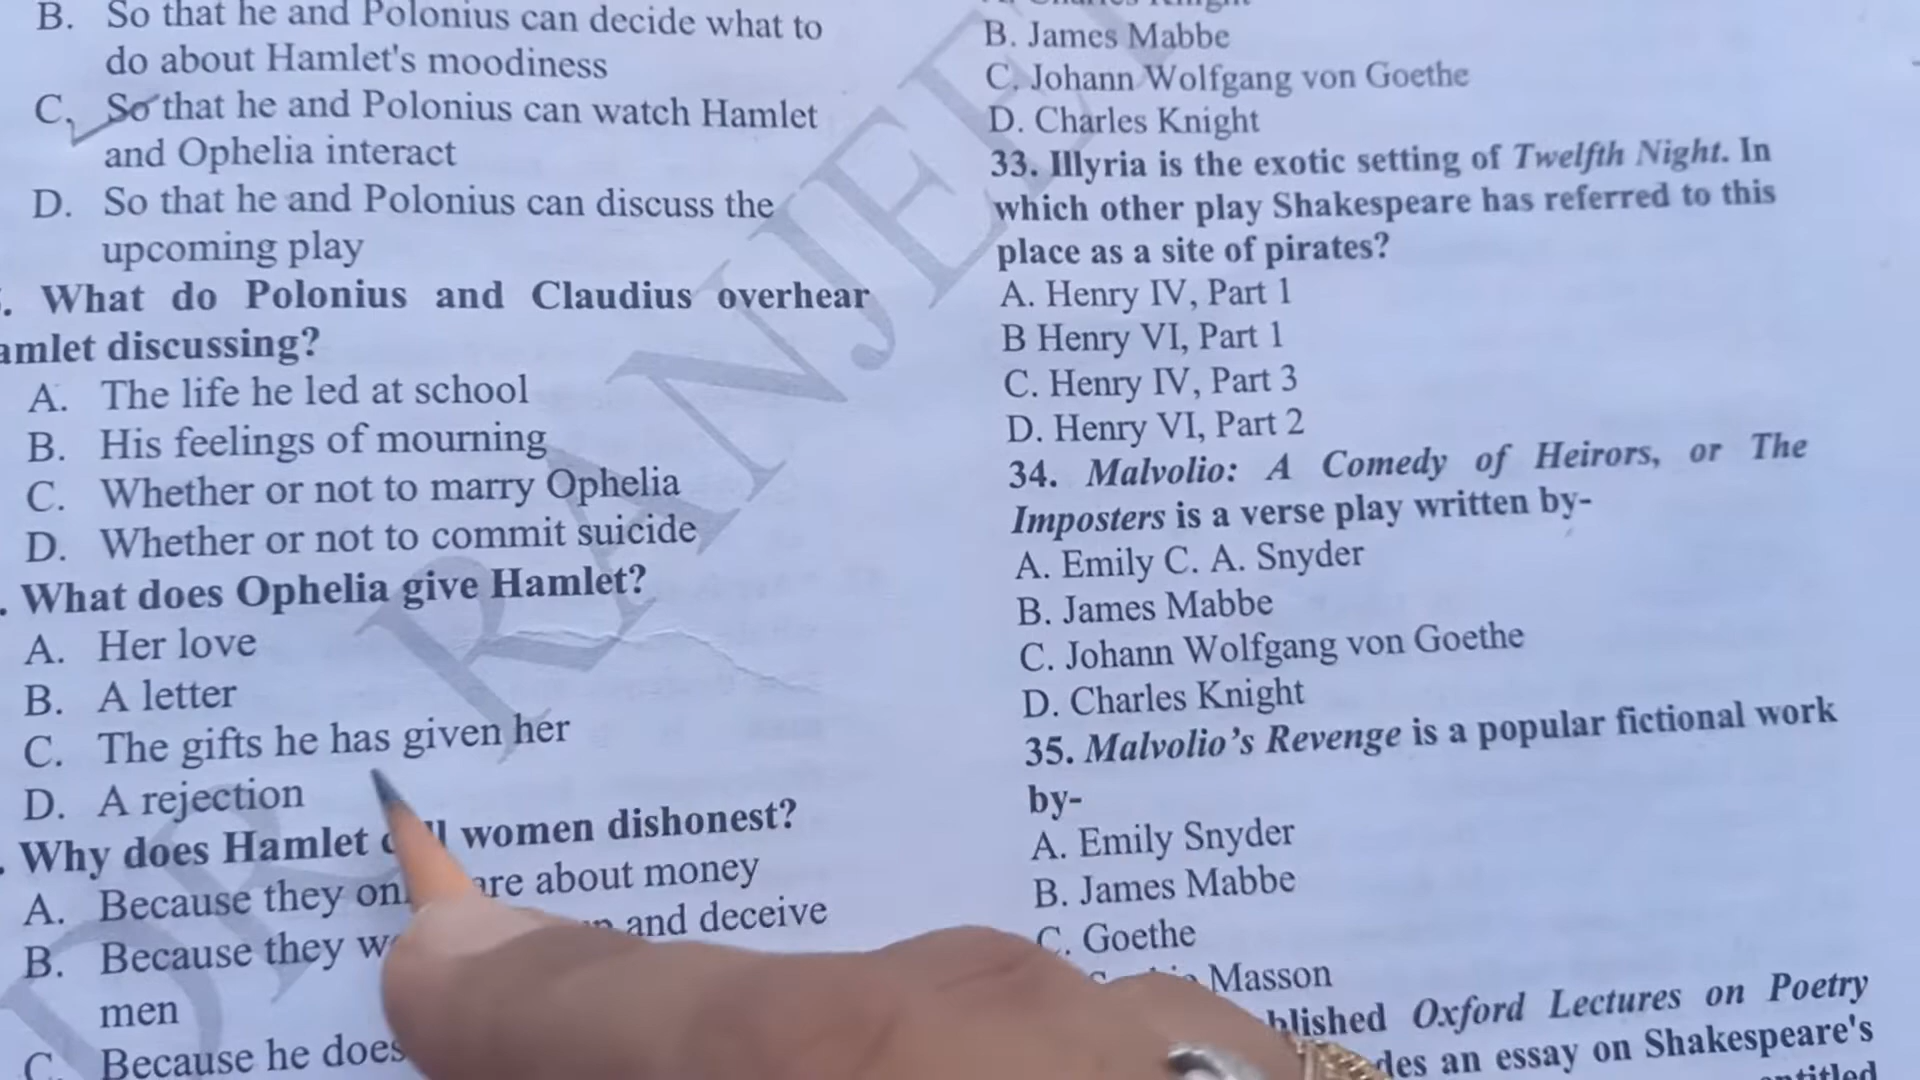 B. So that he and Polonius can decide what to
do about Hamlet's moodiness
C. So that he and Polonius can watch Hamlet
and Ophelia interact
D. So that he and Polonius can discuss the
upcoming play
. What do Polonius and Claudius overhear
amlet discussing?
A. The life he led at school
B. His feelings of mourning
C. Whether or not to marry Ophelia
D. Whether or not to commit suicide
. What does Ophelia give Hamlet?
A. Her love
B. A letter
C. The gifts he has given her
D. A rejection
. Why does Hamlet women dishonest?
A. Because they about money
B. Because they and deceive
men
C. Because he does
B. James Mabbe
C. Johann Wolfgang von Goethe
D. Charles Knight
33. Illyria is the exotic setting of Twelfth Night. In
which other play Shakespeare has referred to this
place as a site of pirates?
A. Henry IV, Part 1
B Henry VI, Part 1
C. Henry IV, Part 3
D. Henry VI, Part 2
34. Malvolio: A Comedy of Heirors, or The
Imposters is a verse play written by-
A. Emily C. A. Snyder
B. James Mabbe
C. Johann Wolfgang von Goethe
D. Charles Knight
35. Malvolio's Revenge is a popular fictional work
by-
A. Emily Snyder
B. James Mabbe
C. Goethe
Masson
blished Oxford Lectures on Poetry
des an essay on Shakespeare's
DR RANJEET